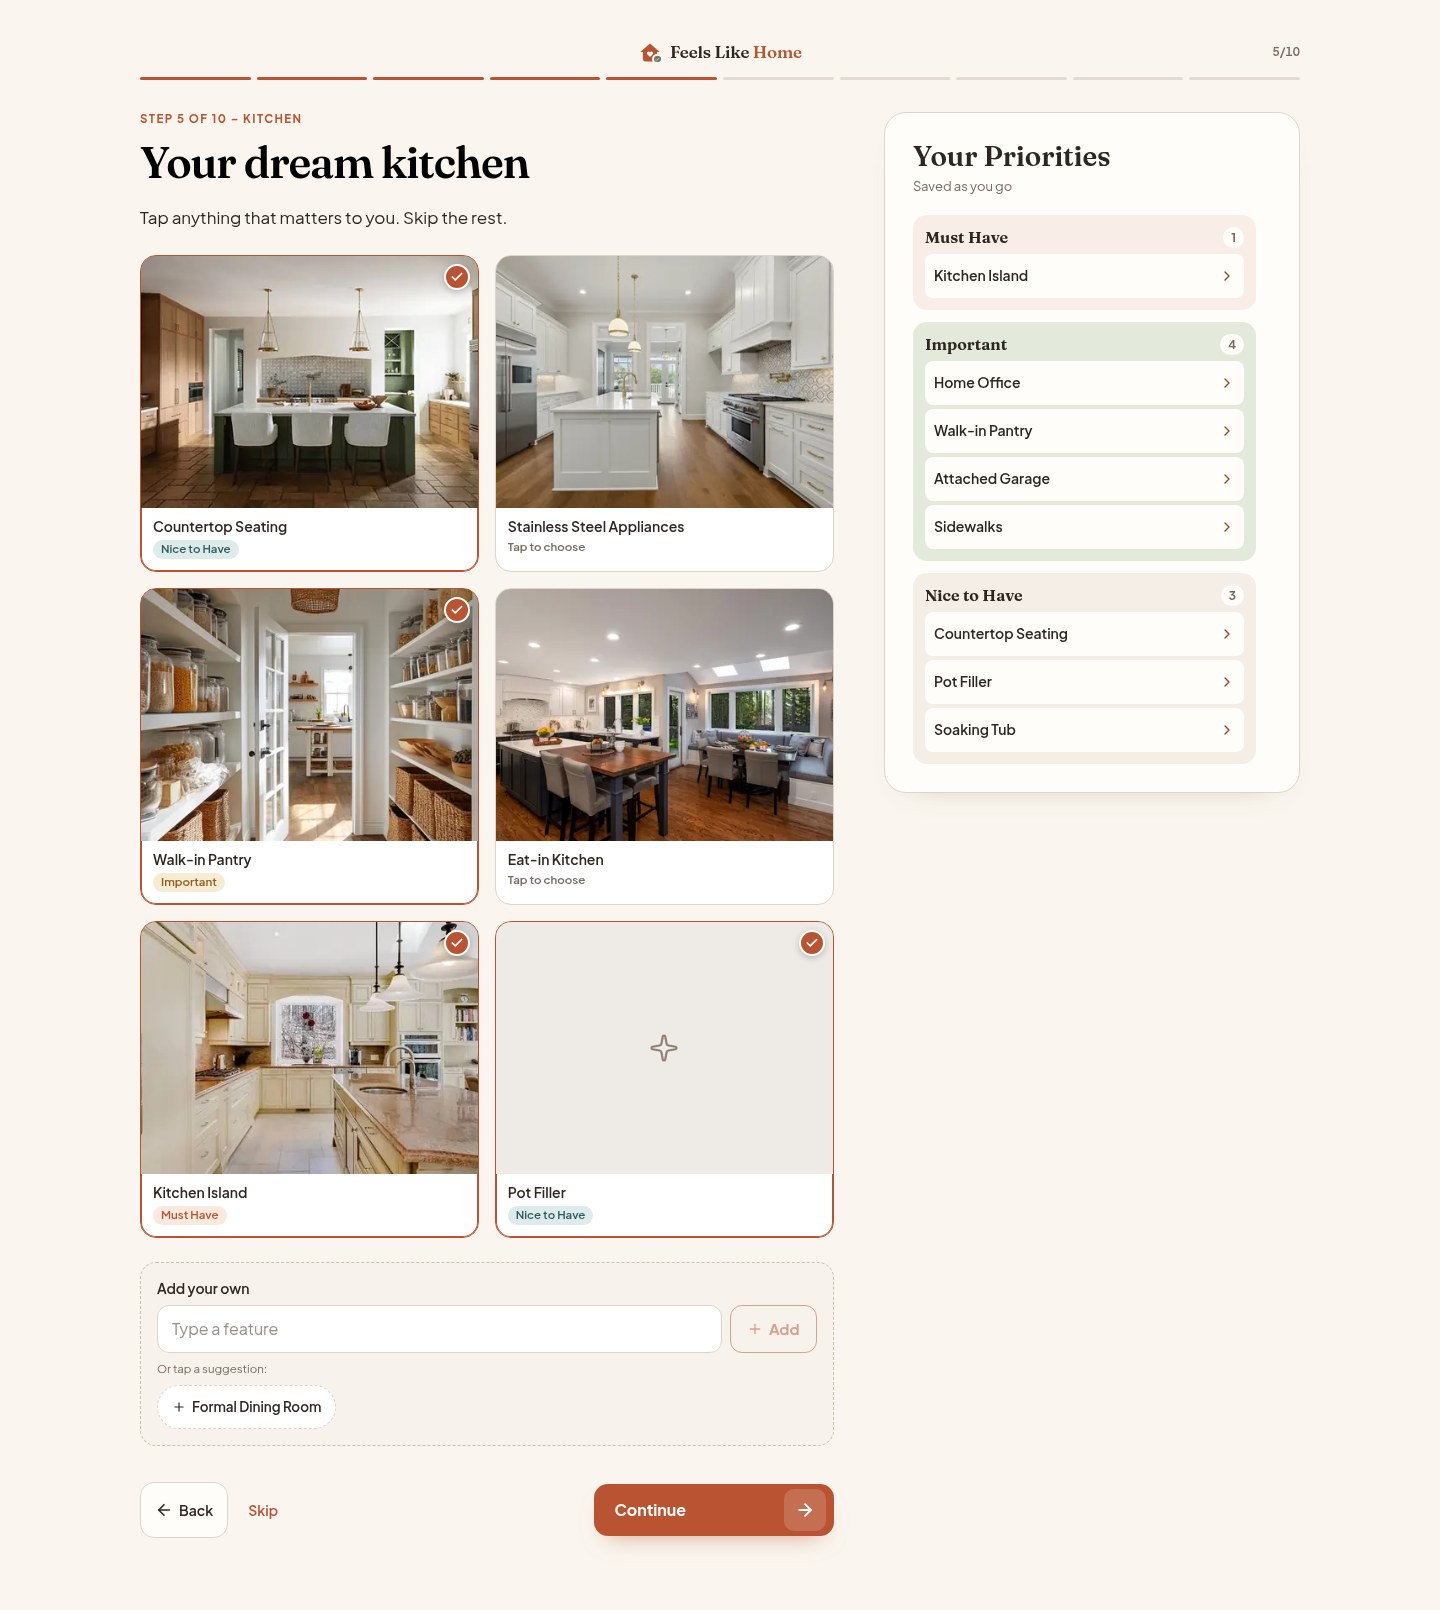 Feels Like Home
5/10
STEP 5 OF 10 – KITCHEN
Your dream kitchen
Tap anything that matters to you. Skip the rest.
Countertop Seating
Nice to Have
Stainless Steel Appliances
Tap to choose
Walk-in Pantry
Important
Eat-in Kitchen
Tap to choose
Kitchen Island
Must Have
Pot Filler
Nice to Have
Add your own
Type a feature
+ Add
Or tap a suggestion:
+ Formal Dining Room
Back
Skip
Continue
Your Priorities
Saved as you go
Must Have
1
Kitchen Island
Important
4
Home Office
Walk-in Pantry
Attached Garage
Sidewalks
Nice to Have
3
Countertop Seating
Pot Filler
Soaking Tub